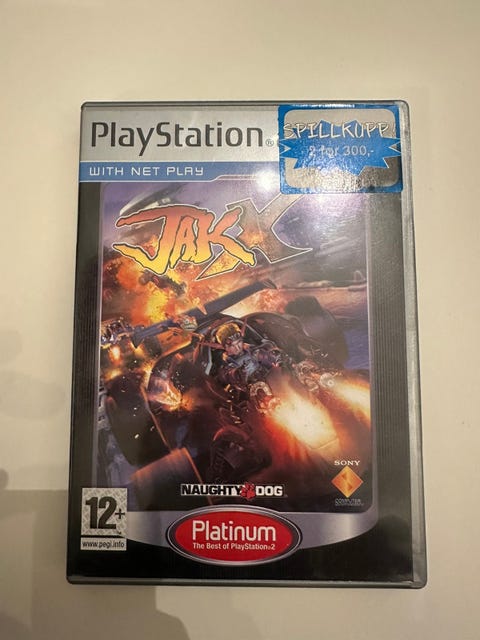 PlayStation®
SPILLKUPP!
2 for 300,-
WITH NET PLAY
JAK X
SONY
COMPUTER
NAUGHTY DOG
12+
www.pegi.info
Platinum
The Best of PlayStation®2